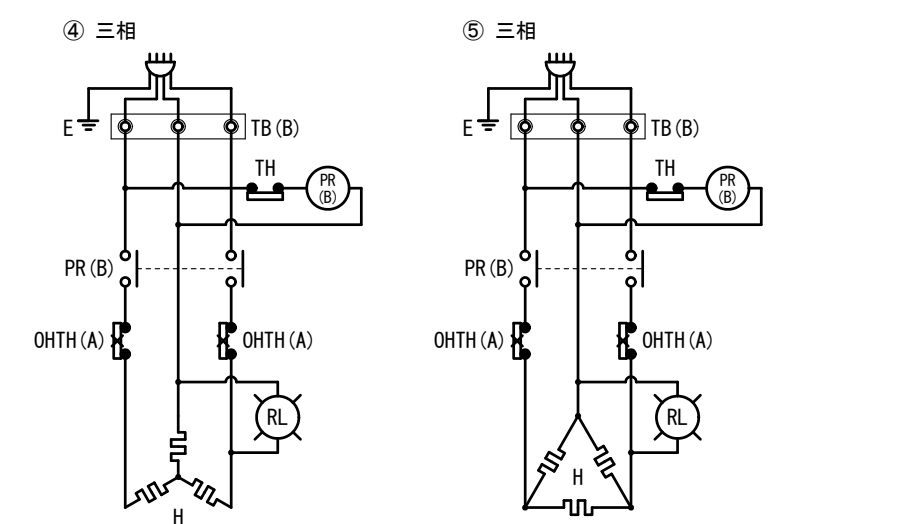 ④ 三相
E
TB(B)
TH
PR
(B)
PR(B)
OHTH(A)
OHTH(A)
RL
H
⑤ 三相
E
TB(B)
TH
PR
(B)
PR(B)
OHTH(A)
OHTH(A)
RL
H